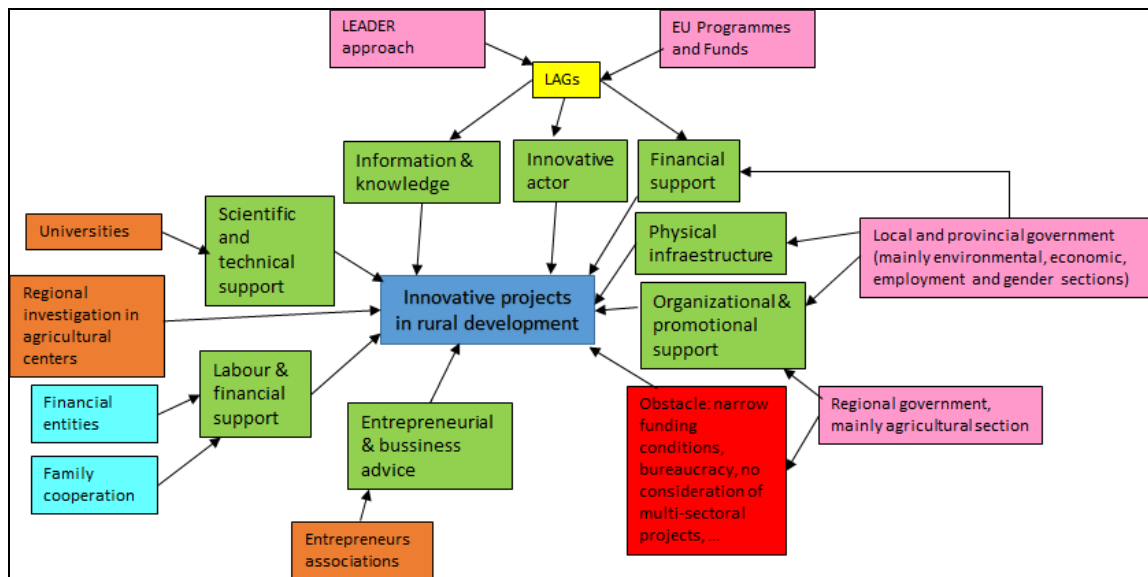 LEADER
approach
EU Programmes
and Funds
LAGs
Information &
knowledge
Innovative
actor
Financial
support
Universities
Scientific
and
technical
support
Physical
infraestructure
Local and provincial government
(mainly environmental, economic,
employment and gender sections)
Regional
investigation in
agricultural
centers
Innovative projects
in rural development
Organizational &
promotional
support
Labour &
financial
support
Financial
entities
Family
cooperation
Entrepreneurial
& bussiness
advice
Obstacle: narrow
funding
conditions,
bureaucracy, no
consideration of
multi-sectoral
projects, ...
Regional government,
mainly agricultural section
Entrepreneurs
associations